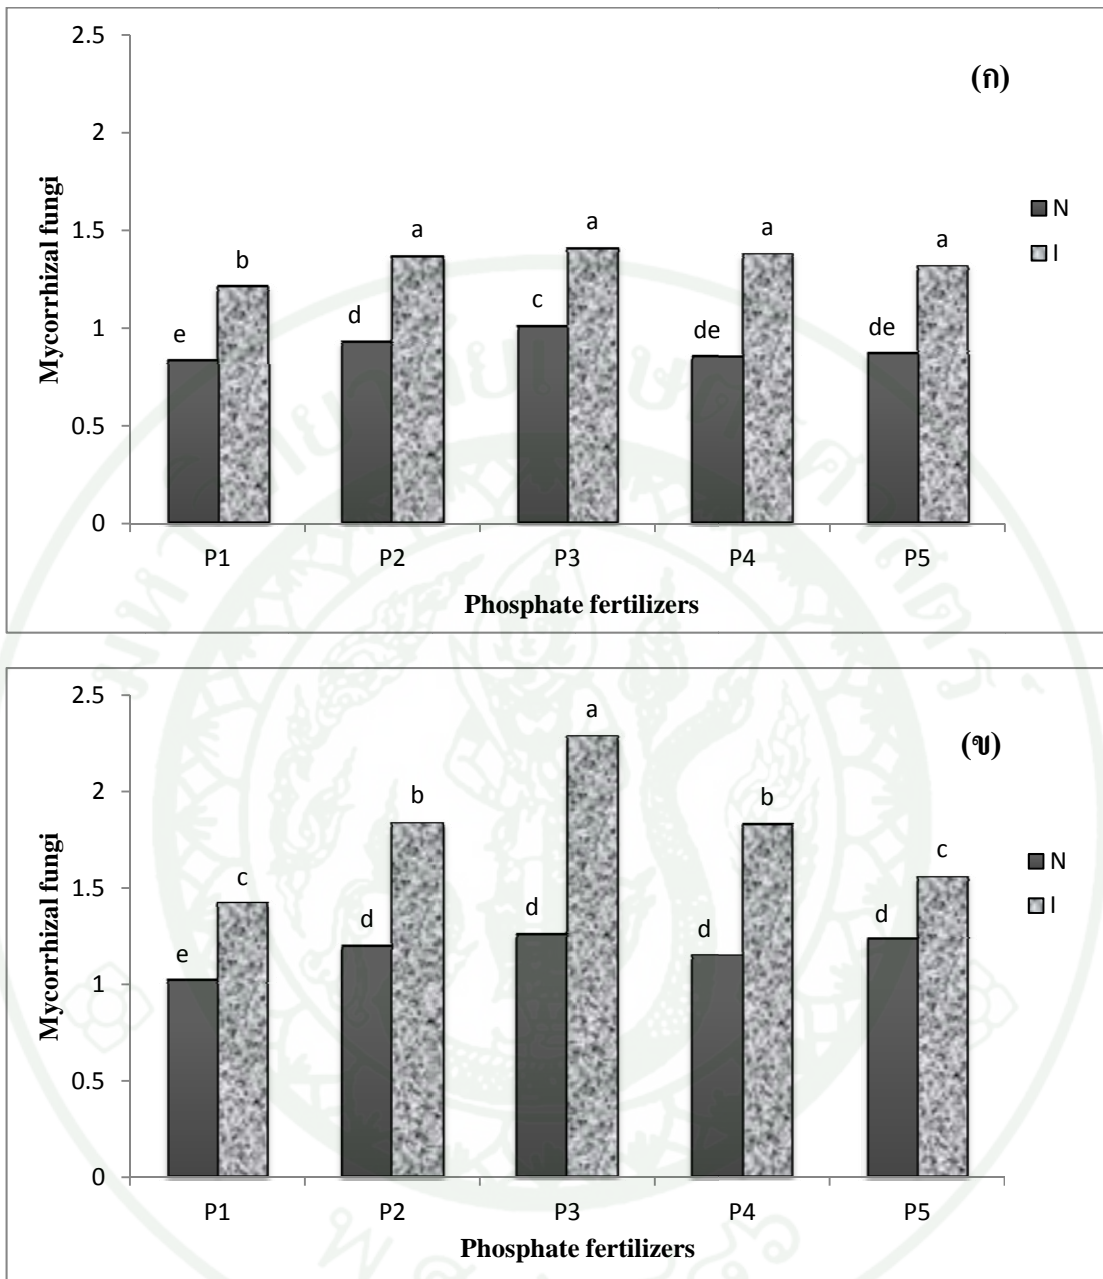 2.5
(ก)
2
1.5
1
0.5
0
Mycorrhizal fungi
e
b
d
a
c
a
de
a
de
a
N
I
P1
P2
P3
P4
P5
Phosphate fertilizers
2.5
(ข)
2
1.5
1
0.5
0
Mycorrhizal fungi
e
c
d
b
d
a
d
b
d
c
N
I
P1
P2
P3
P4
P5
Phosphate fertilizers